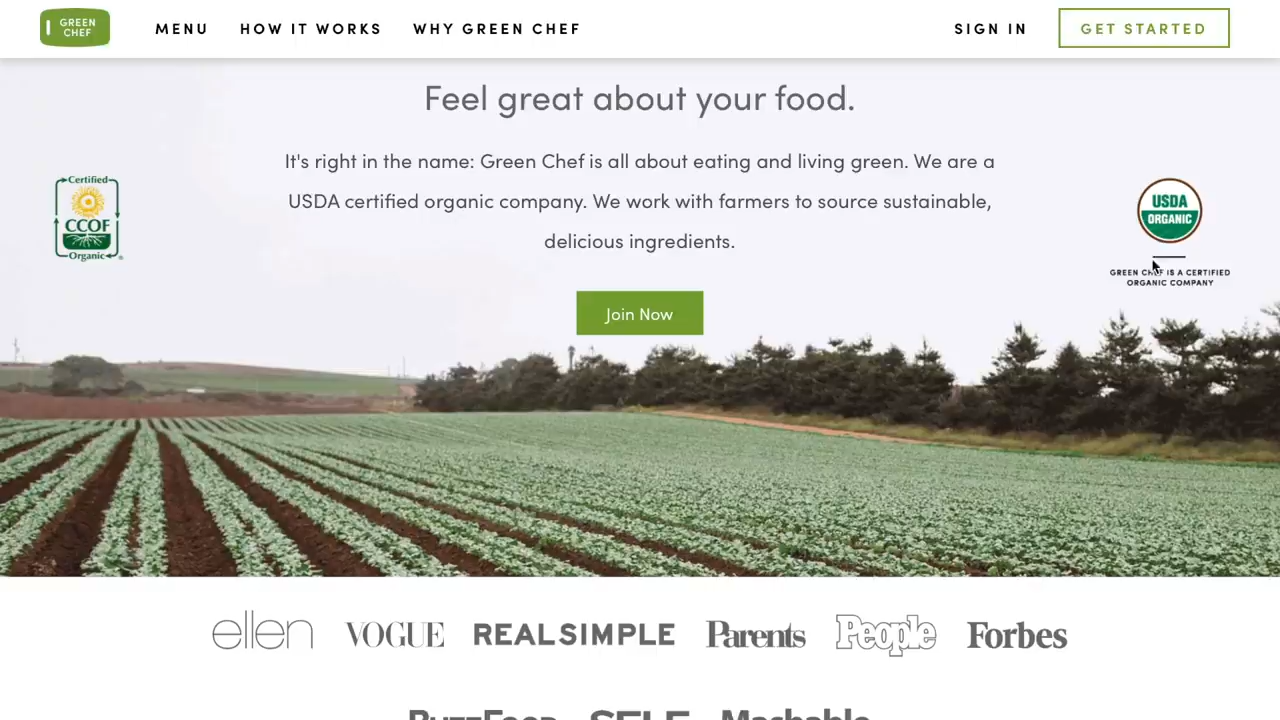 GREEN
CHEF
MENU
HOW IT WORKS
WHY GREEN CHEF
SIGN IN
GET STARTED
Feel great about your food.
It's right in the name: Green Chef is all about eating and living green. We are a
USDA certified organic company. We work with farmers to source sustainable,
delicious ingredients.
Join Now
Certified
CCOF
Organic
USDA
ORGANIC
GREEN CHEF IS A CERTIFIED
ORGANIC COMPANY
ellen
VOGUE
REALSIMPLE
Parents
People
Forbes
BuzzFeed
SELF
Mashable